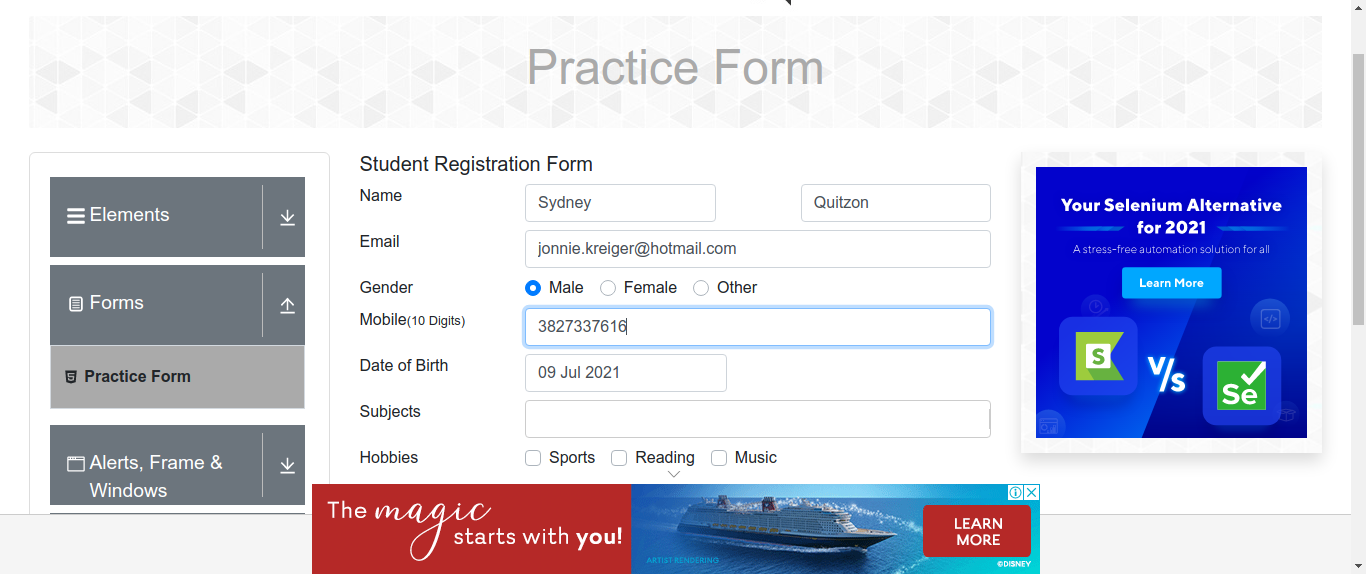 Practice Form
Elements
Forms
Practice Form
Alerts, Frame &
Windows
Student Registration Form
Name
Sydney
Quitzon
Email
jonnie.kreiger@hotmail.com
Gender
Male
Female
Other
Mobile(10 Digits)
3827337616
Date of Birth
09 Jul 2021
Subjects
Hobbies
Sports
Reading
Music
Your Selenium Alternative
for 2021
A stress-free automation solution for all
Learn More
S
V/s
Se
The magic
starts with you!
ARTIST RENDERING
LEARN
MORE
©DISNEY